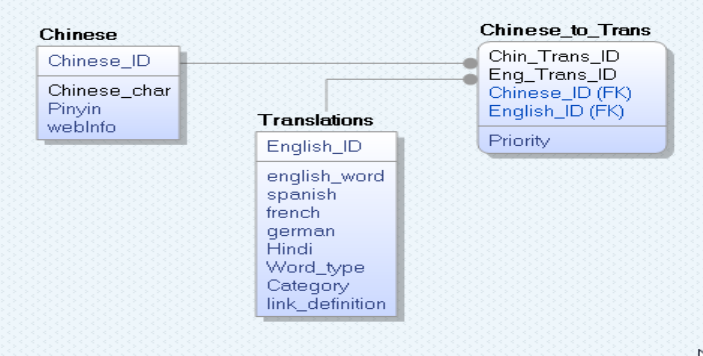 Chinese
Chinese_ID
Chinese_char
Pinyin
webInfo
Translations
English_ID
english_word
spanish
french
german
Hindi
Word_type
Category
link_definition
Chinese_to_Trans
Chin_Trans_ID
Eng_Trans_ID
Chinese_ID (FK)
English_ID (FK)
Priority